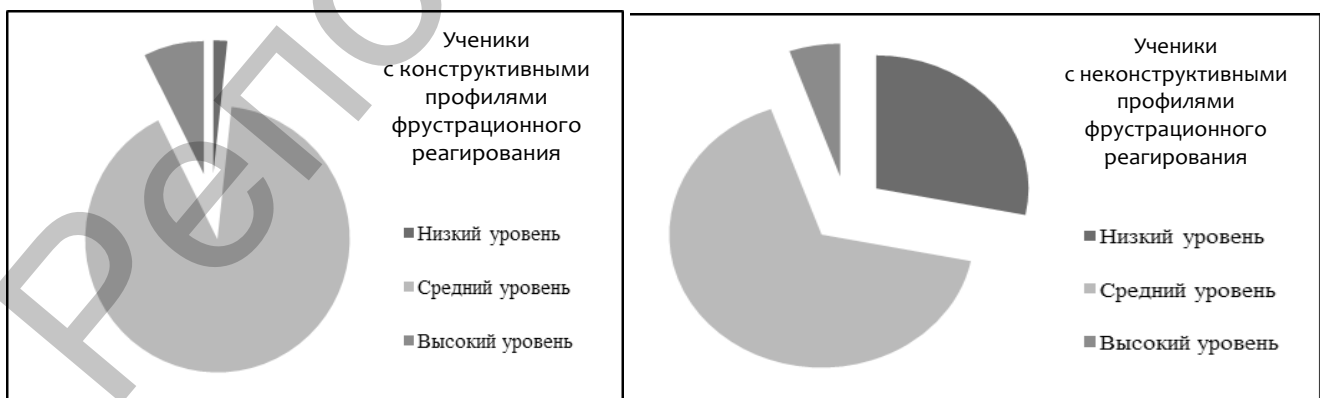 Ученики
с конструктивными
профилями
фрустрационного
реагирования
Низкий уровень
Средний уровень
Высокий уровень
Ученики
с неконструктивными
профилями
фрустрационного
реагирования
Низкий уровень
Средний уровень
Высокий уровень